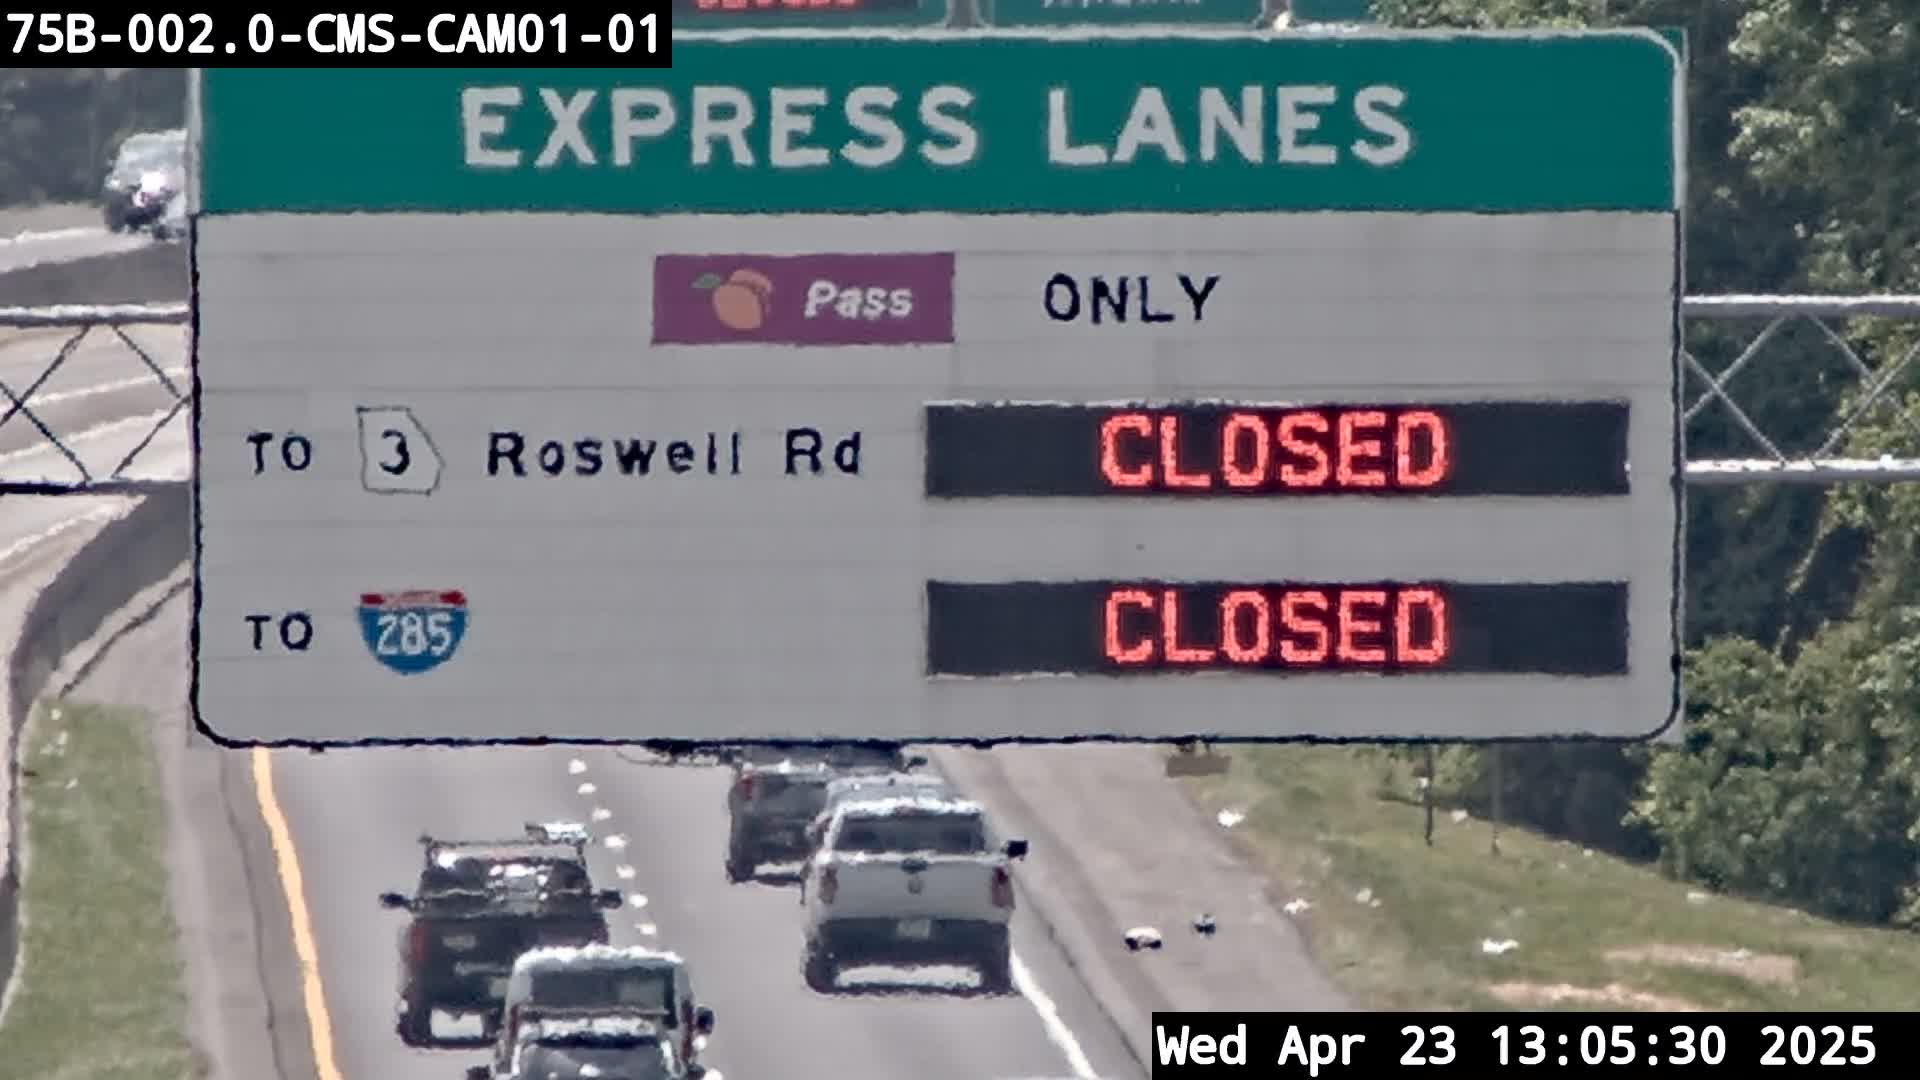 75B-002.0-CMS-CAM01-01
EXPRESS LANES
Pass ONLY
TO 3 Roswell Rd CLOSED
TO 285 CLOSED
Wed Apr 23 13:05:30 2025